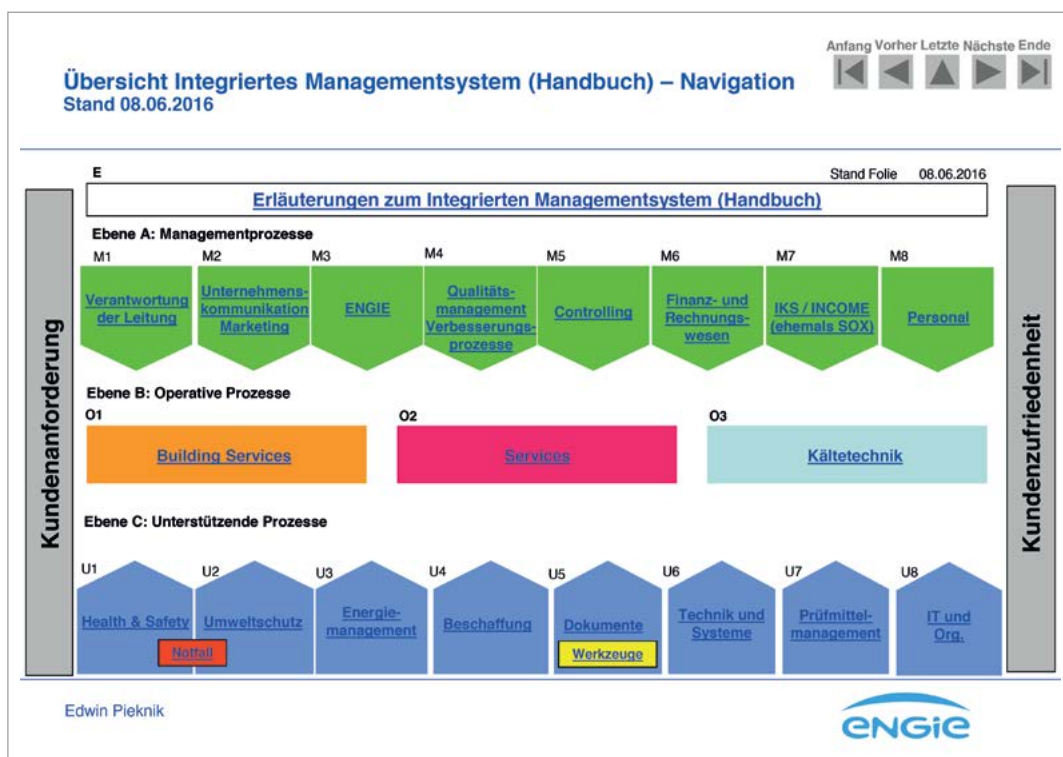 Anfang Vorher Letzte Nächste Ende
Übersicht Integriertes Managementsystem (Handbuch) – Navigation
Stand 08.06.2016
E
Stand Folie 08.06.2016
Erläuterungen zum Integrierten Managementsystem (Handbuch)
Kundenanforderung
Ebene A: Managementprozesse
M1
Verantwortung
der Leitung
M2
Unternehmens-
kommunikation
Marketing
M3
ENGIE
M4
Qualitäts-
management
Verbesserungs-
prozesse
M5
Controlling
M6
Finanz- und
Rechnungs-
wesen
M7
IKS / INCOME
(ehemals SOX)
M8
Personal
Ebene B: Operative Prozesse
O1
Building Services
O2
Services
O3
Kältetechnik
Ebene C: Unterstützende Prozesse
U1
Health & Safety
U2
Umweltschutz
Notfall
U3
Energie-
management
U4
Beschaffung
U5
Dokumente
Werkzeuge
U6
Technik und
Systeme
U7
Prüfmittel-
management
U8
IT und
Org.
Kundenzufriedenheit
Edwin Pieknik
ENGIE